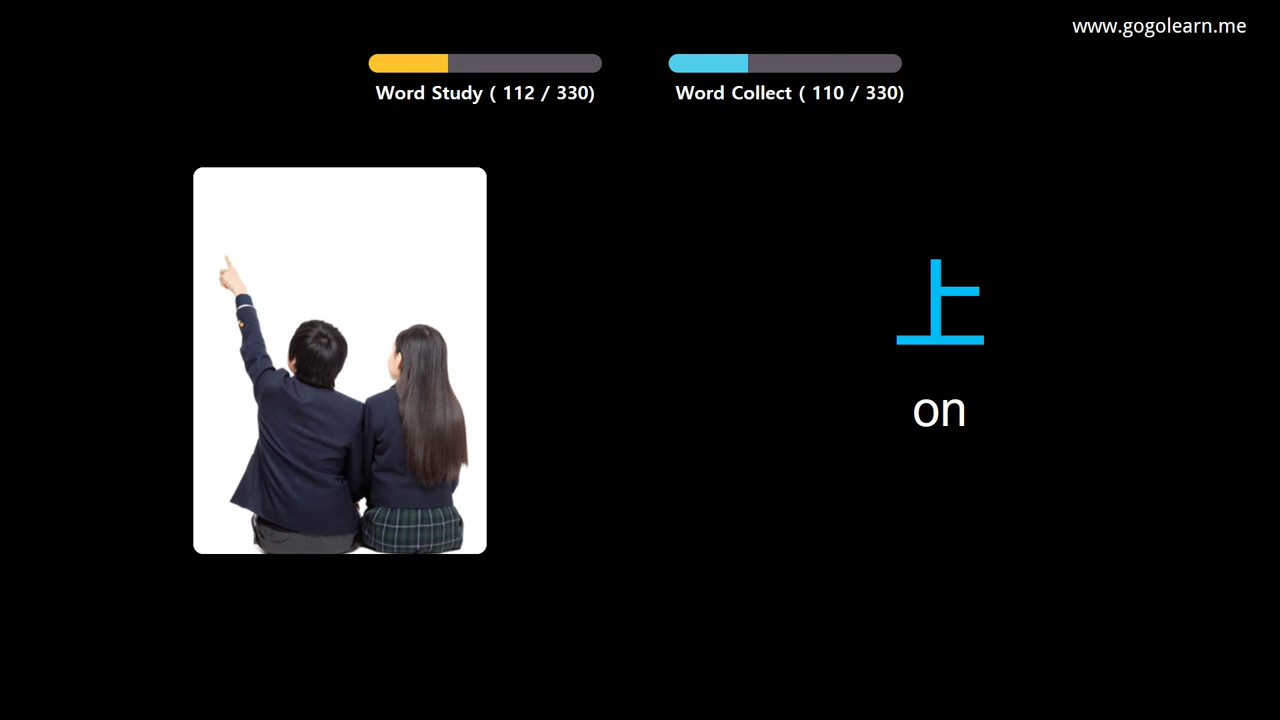 www.gogolearn.me
Word Study ( 112 / 330)
Word Collect ( 110 / 330)
上
on